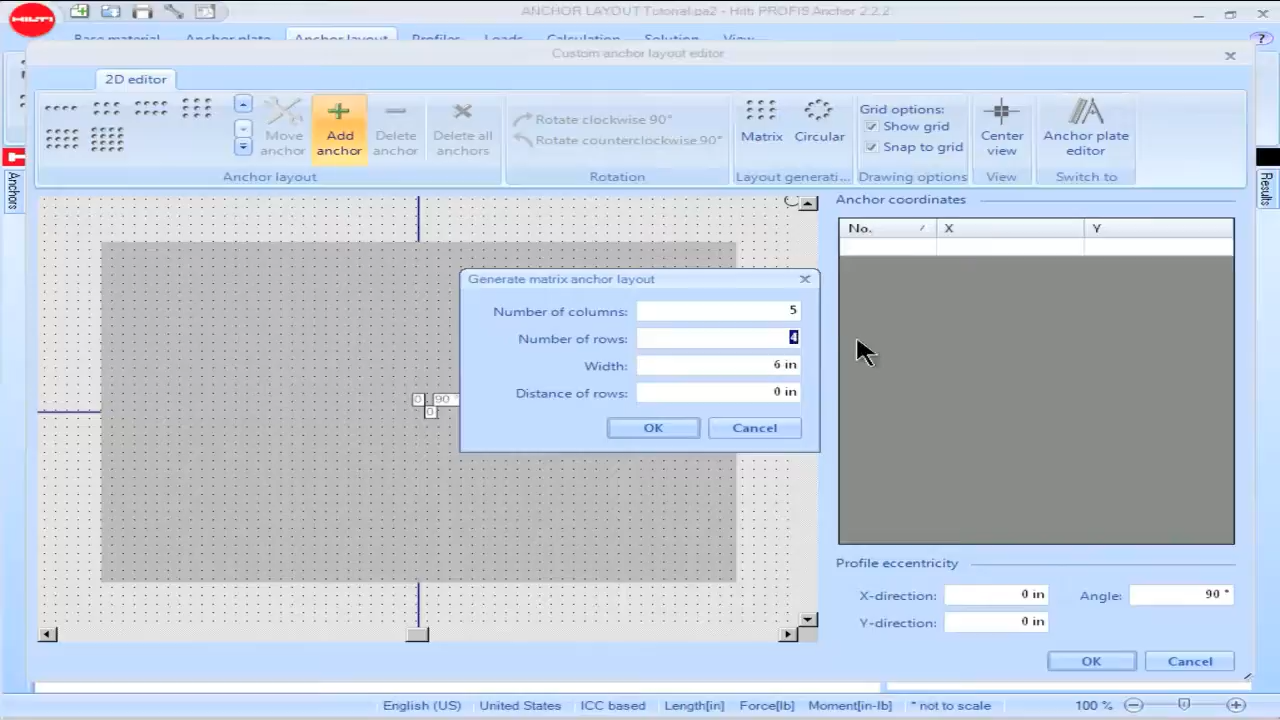 HILTI
ANCHOR LAYOUT Tutorial.pa2 - Hilti PROFIS Anchor 2.2.2
Base material Anchor plate Anchor layout Profiles Loads Calculation Solution View
Custom anchor layout editor
2D editor
Move anchor
Add anchor
Delete anchor
Delete all anchors
Anchor layout
Rotate clockwise 90°
Rotate counterclockwise 90°
Rotation
Matrix
Circular
Layout generati...
Grid options:
Show grid
Snap to grid
Drawing options
Center view
View
Anchor plate editor
Switch to
Anchors
Results
Anchor coordinates
No. X Y
0 90 °
0
Generate matrix anchor layout
Number of columns: 5
Number of rows: 4
Width: 6 in
Distance of rows: 0 in
OK Cancel
Profile eccentricity
X-direction: 0 in Angle: 90 °
Y-direction: 0 in
OK Cancel
English (US) United States ICC based Length[in] Force[lb] Moment[in-lb] * not to scale 100 %